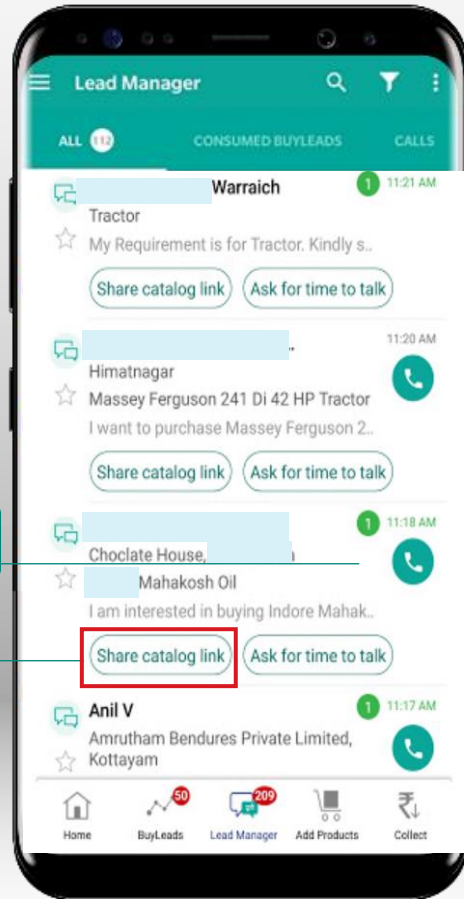 Lead Manager
ALL 112 CONSUMED BUYLEADS CALLS
Warraich 1 11:21 AM
Tractor
My Requirement is for Tractor. Kindly s..
Share catalog link Ask for time to talk
11:20 AM
Himatnagar
Massey Ferguson 241 Di 42 HP Tractor
I want to purchase Massey Ferguson 2..
Share catalog link Ask for time to talk
1 11:18 AM
Choclate House,
Mahakosh Oil
I am interested in buying Indore Mahak..
Share catalog link Ask for time to talk
Anil V 1 11:17 AM
Amrutham Bendures Private Limited,
Kottayam
50 209
Home BuyLeads Lead Manager Add Products Collect